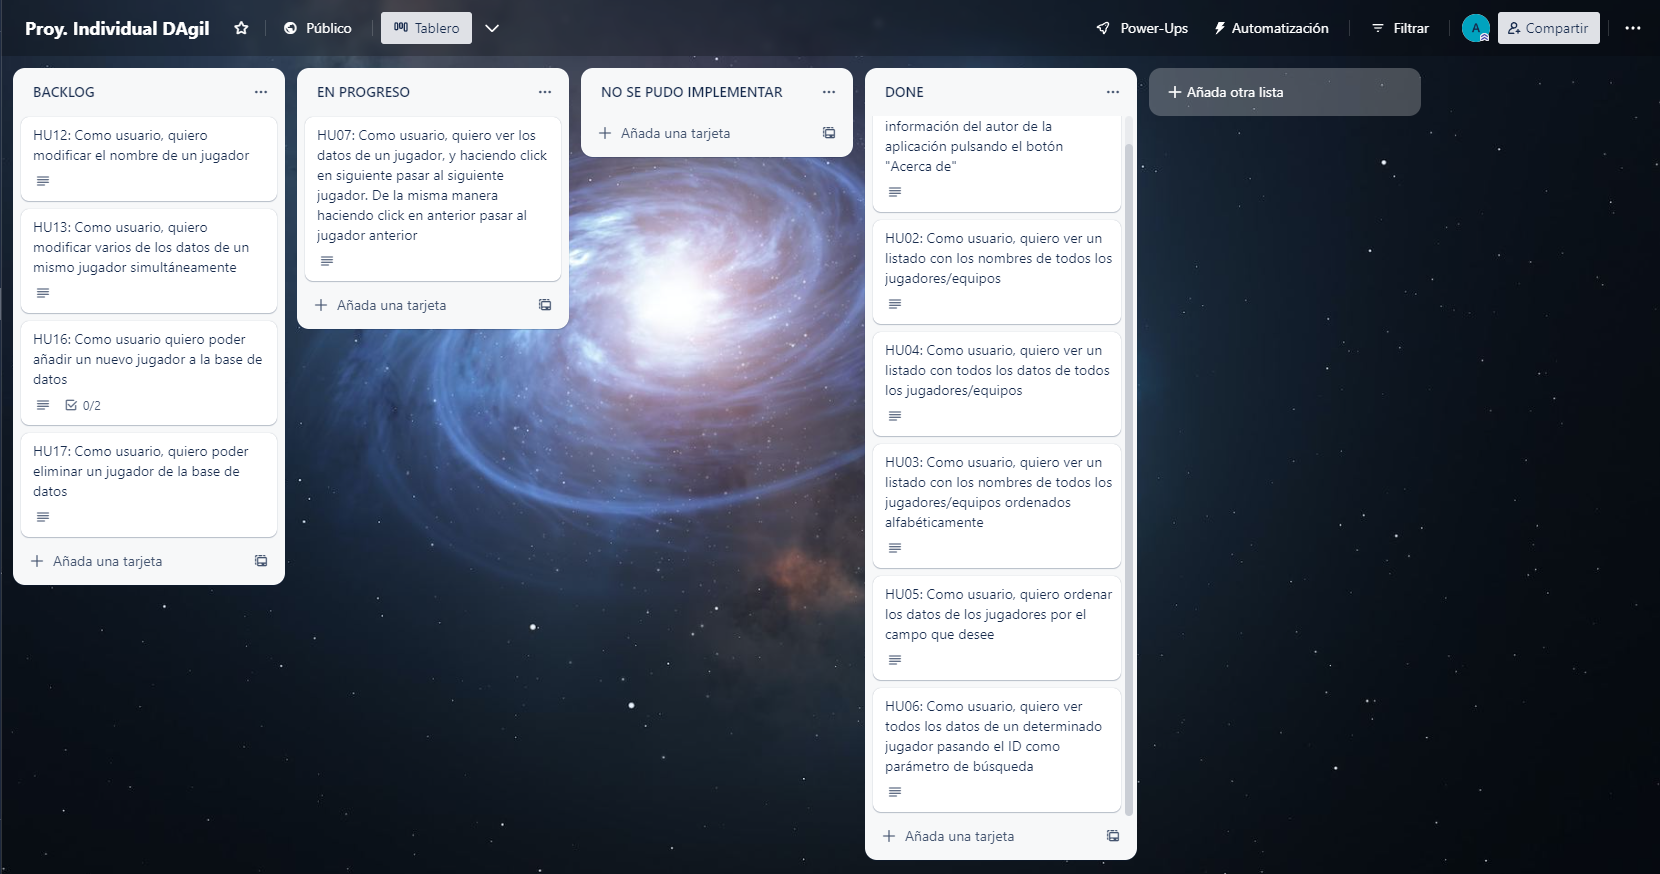 Proy. Individual DAgil
Público
Tablero
Power-Ups
Automatización
Filtrar
A
Compartir
BACKLOG
HU12: Como usuario, quiero
modificar el nombre de un jugador
HU13: Como usuario, quiero
modificar varios de los datos de un
mismo jugador simultáneamente
HU16: Como usuario quiero poder
añadir un nuevo jugador a la base de
datos
0/2
HU17: Como usuario, quiero poder
eliminar un jugador de la base de
datos
Añada una tarjeta
EN PROGRESO
HU07: Como usuario, quiero ver los
datos de un jugador, y haciendo click
en siguiente pasar al siguiente
jugador. De la misma manera
haciendo click en anterior pasar al
jugador anterior
Añada una tarjeta
NO SE PUDO IMPLEMENTAR
Añada una tarjeta
DONE
información del autor de la
aplicación pulsando el botón
"Acerca de"
HU02: Como usuario, quiero ver un
listado con los nombres de todos los
jugadores/equipos
HU04: Como usuario, quiero ver un
listado con todos los datos de todos
los jugadores/equipos
HU03: Como usuario, quiero ver un
listado con los nombres de todos los
jugadores/equipos ordenados
alfabéticamente
HU05: Como usuario, quiero ordenar
los datos de los jugadores por el
campo que desee
HU06: Como usuario, quiero ver
todos los datos de un determinado
jugador pasando el ID como
parámetro de búsqueda
Añada una tarjeta
Añada otra lista